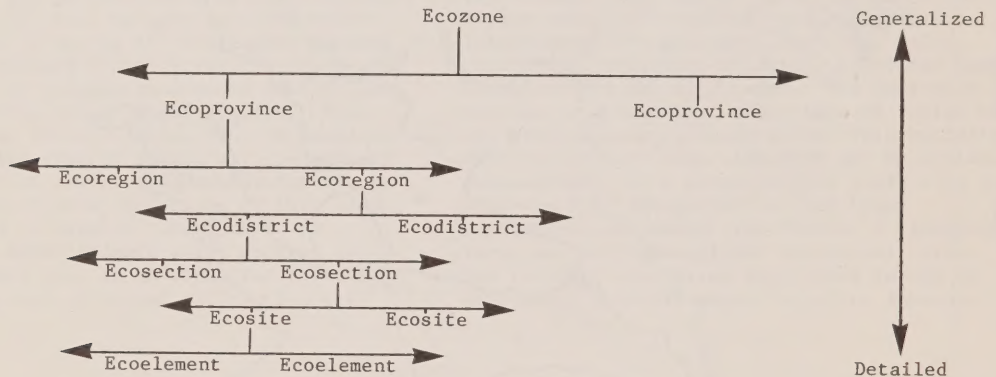 Ecozone
Generalized
Ecoprovince Ecoprovince
Ecoregion Ecoregion
Ecodistrict Ecodistrict
Ecosection Ecosection
Ecosite Ecosite
Ecoelement Ecoelement
Detailed